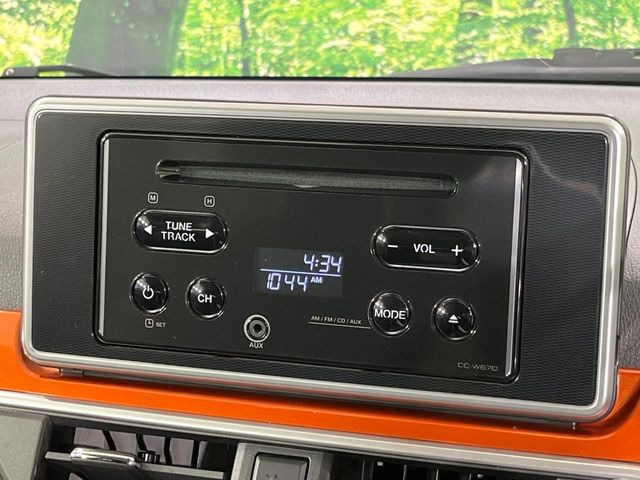 M H
TUNE
TRACK
− VOL +
4:34
1044 AM
CH
MODE
SET
AM / FM / CD / AUX
AUX
CC-W67D